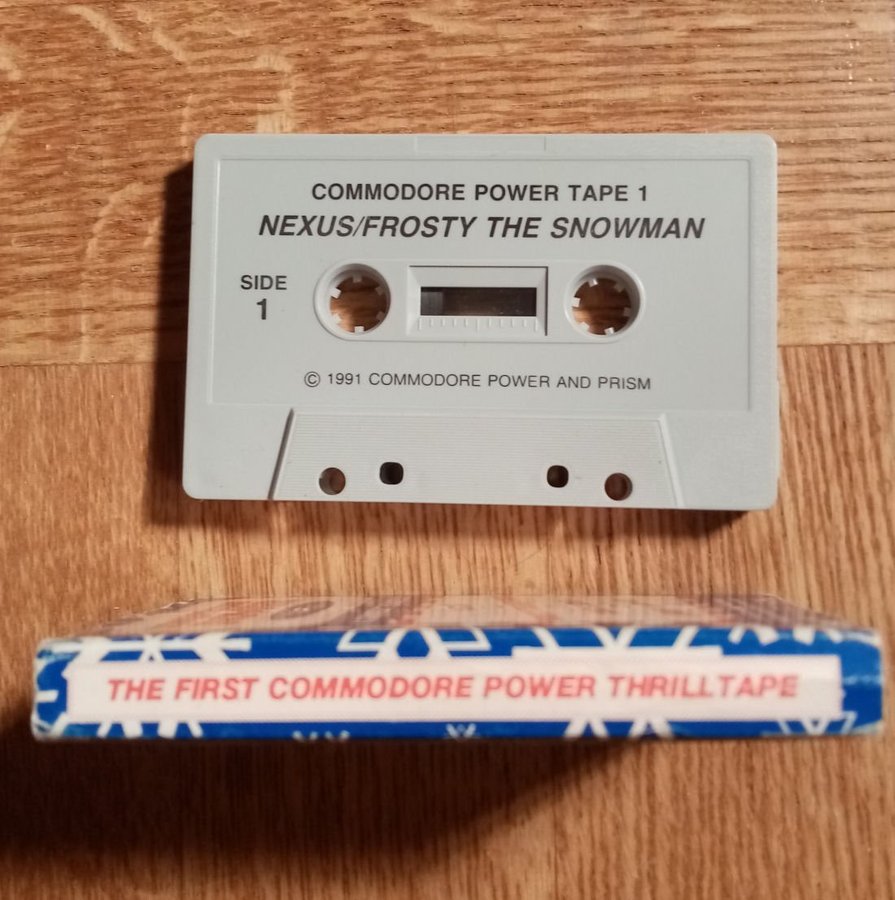 COMMODORE POWER TAPE 1
NEXUS/FROSTY THE SNOWMAN
SIDE
1
© 1991 COMMODORE POWER AND PRISM
THE FIRST COMMODORE POWER THRILLTAPE